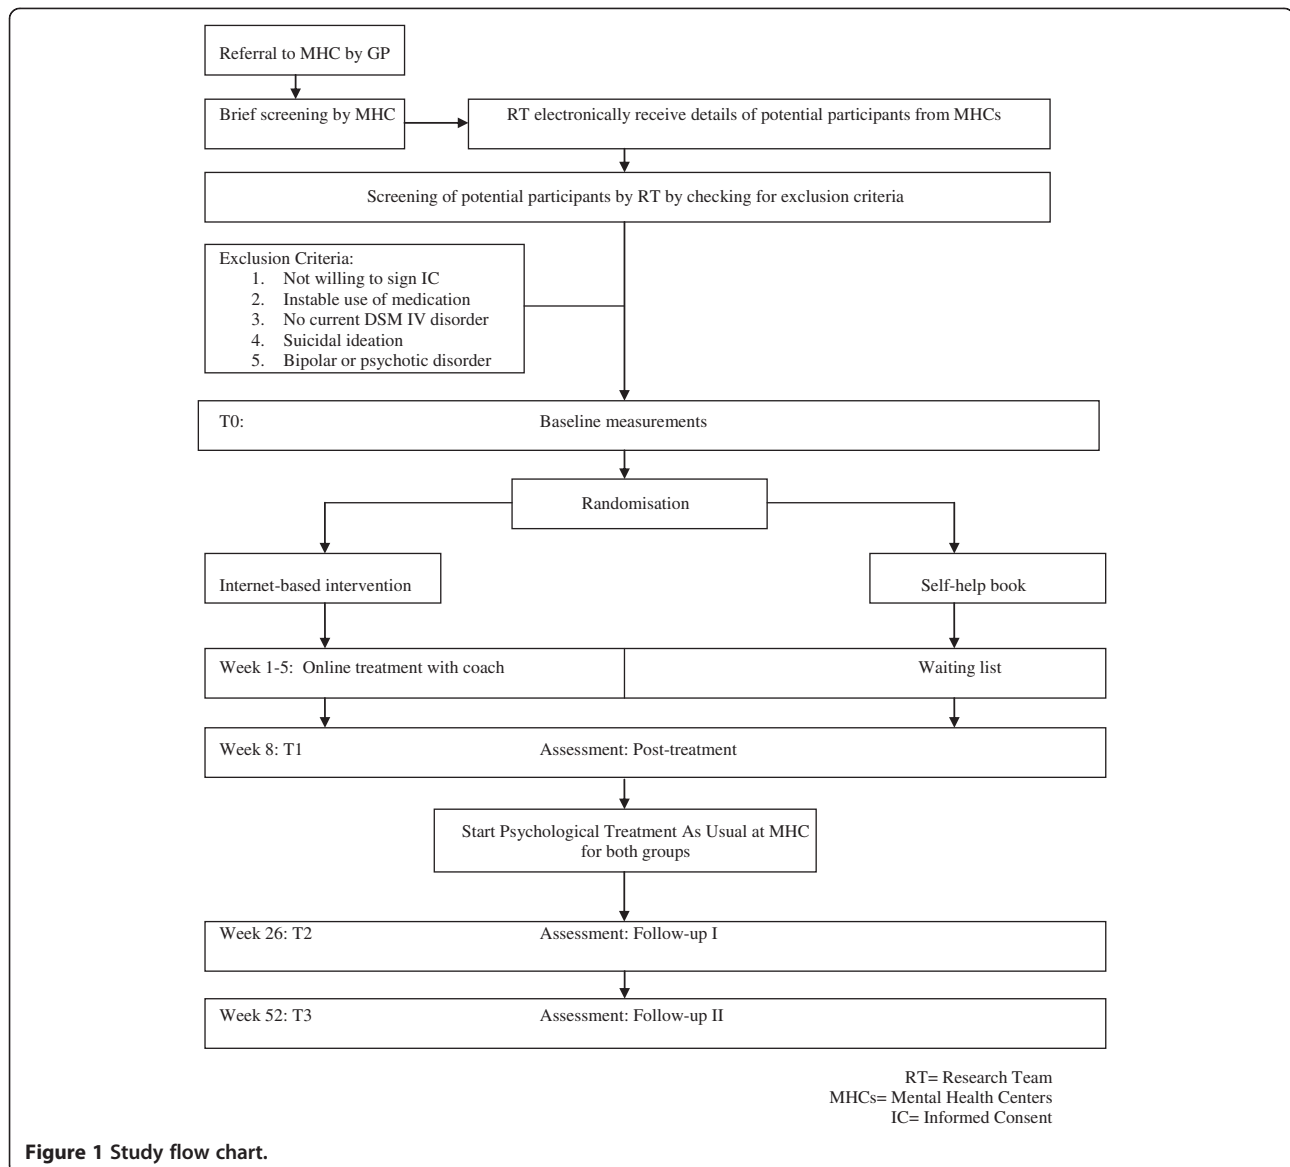 Referral to MHC by GP
Brief screening by MHC
RT electronically receive details of potential participants from MHCs
Screening of potential participants by RT by checking for exclusion criteria
Exclusion Criteria:
1. Not willing to sign IC
2. Instable use of medication
3. No current DSM IV disorder
4. Suicidal ideation
5. Bipolar or psychotic disorder
T0: Baseline measurements
Randomisation
Internet-based intervention
Self-help book
Week 1-5: Online treatment with coach
Waiting list
Week 8: T1 Assessment: Post-treatment
Start Psychological Treatment As Usual at MHC
for both groups
Week 26: T2 Assessment: Follow-up I
Week 52: T3 Assessment: Follow-up II
RT= Research Team
MHCs= Mental Health Centers
IC= Informed Consent
Figure 1 Study flow chart.